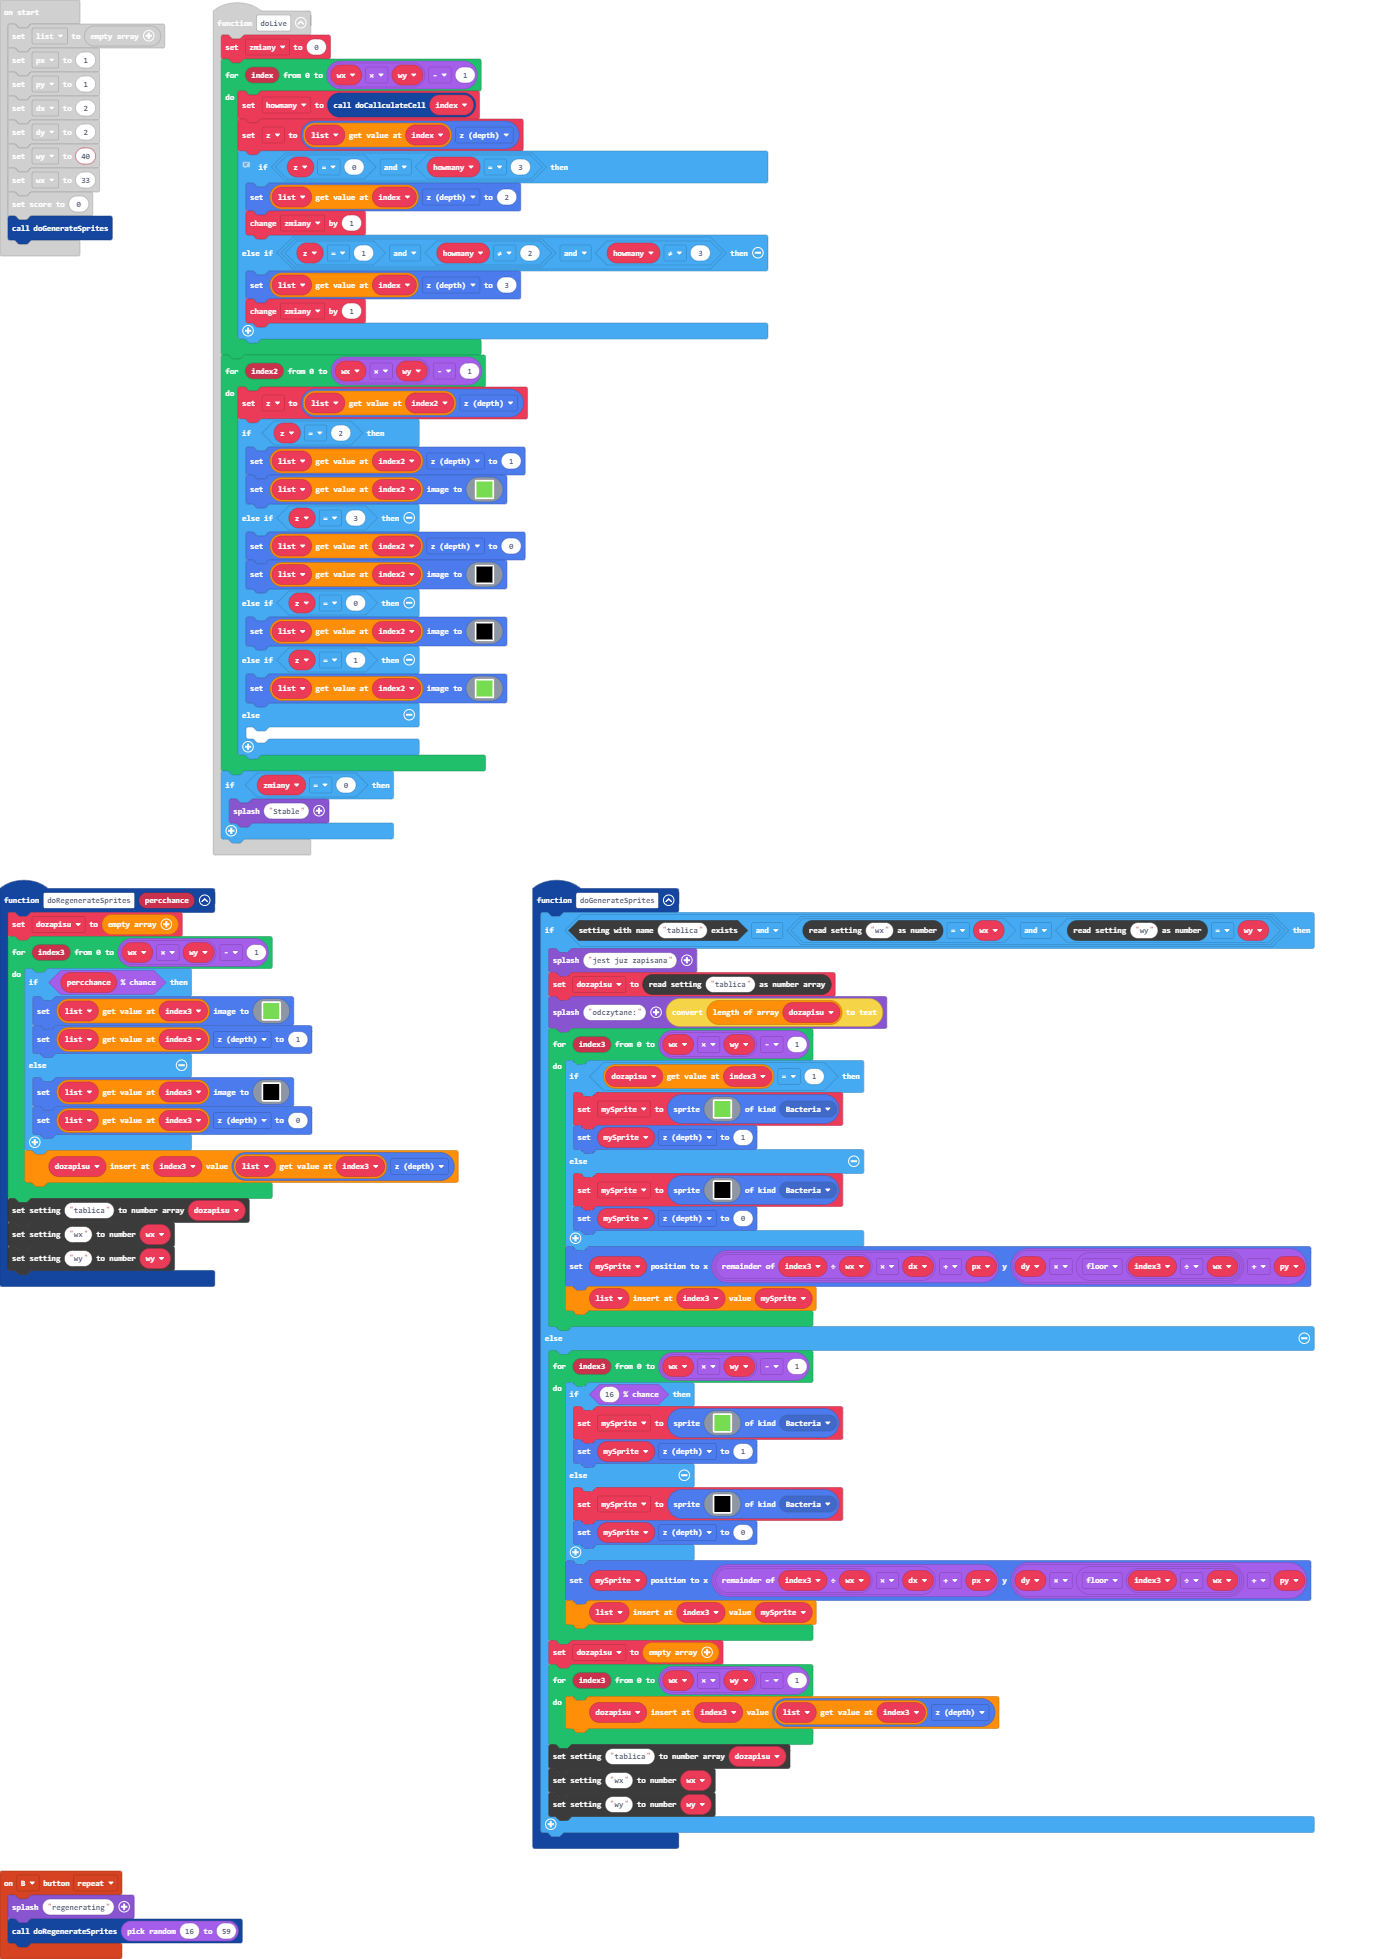 on start
set list to empty array
set px to 1
set py to 1
set dx to 2
set dy to 2
set wy to 40
set wx to 33
set score to 0
call doGenerateSprites
function doLive
set zmiany to 0
for index from 0 to wx × wy - 1
do
set howmany to call doCallculateCell index
set z to list get value at index z (depth)
if z = 0 and howmany = 3 then
set list get value at index z (depth) to 2
change zmiany by 1
else if z = 1 and howmany ≠ 2 and howmany ≠ 3 then
set list get value at index z (depth) to 3
change zmiany by 1
for index2 from 0 to wx × wy - 1
do
set z to list get value at index2 z (depth)
if z = 2 then
set list get value at index2 z (depth) to 1
set list get value at index2 image to
else if z = 3 then
set list get value at index2 z (depth) to 0
set list get value at index2 image to
else if z = 0 then
set list get value at index2 image to
else if z = 1 then
set list get value at index2 image to
else
if zmiany = 0 then
splash "Stable"
function doRegenerateSprites percchance
set dozapisu to empty array
for index3 from 0 to wx × wy - 1
do
if percchance % chance then
set list get value at index3 image to
set list get value at index3 z (depth) to 1
else
set list get value at index3 image to
set list get value at index3 z (depth) to 0
dozapisu insert at index3 value list get value at index3 z (depth)
set setting "tablica" to number array dozapisu
set setting "wx" to number wx
set setting "wy" to number wy
function doGenerateSprites
if setting with name "tablica" exists and read setting "wx" as number = wx and read setting "wy" as number = wy then
splash "jest juz zapisana"
set dozapisu to read setting "tablica" as number array
splash "odczytane:" convert length of array dozapisu to text
for index3 from 0 to wx × wy - 1
do
if dozapisu get value at index3 = 1 then
set mySprite to sprite of kind Bacteria
set mySprite z (depth) to 1
else
set mySprite to sprite of kind Bacteria
set mySprite z (depth) to 0
set mySprite position to x remainder of index3 ÷ wx × dx + px y dy × floor index3 ÷ wx + py
list insert at index3 value mySprite
else
for index3 from 0 to wx × wy - 1
do
if 16 % chance then
set mySprite to sprite of kind Bacteria
set mySprite z (depth) to 1
else
set mySprite to sprite of kind Bacteria
set mySprite z (depth) to 0
set mySprite position to x remainder of index3 ÷ wx × dx + px y dy × floor index3 ÷ wx + py
list insert at index3 value mySprite
set dozapisu to empty array
for index3 from 0 to wx × wy - 1
do
dozapisu insert at index3 value list get value at index3 z (depth)
set setting "tablica" to number array dozapisu
set setting "wx" to number wx
set setting "wy" to number wy
on B button repeat
splash "regenerating"
call doRegenerateSprites pick random 16 to 59